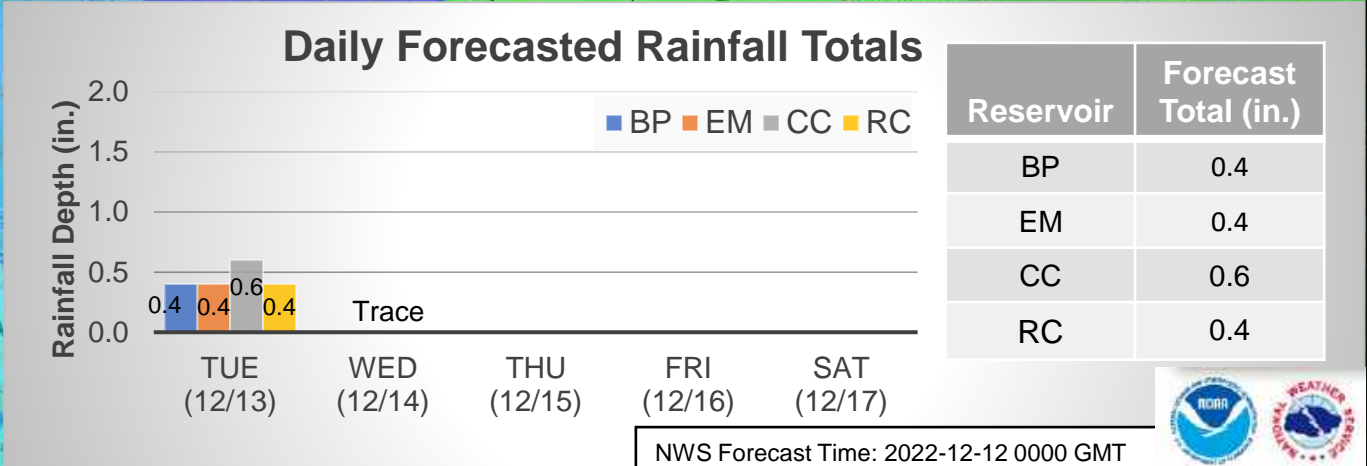 Daily Forecasted Rainfall Totals
Rainfall Depth (in.)
2.0
1.5
1.0
0.5
0.0
BP EM CC RC
0.4 0.4 0.6 0.4
Trace
TUE WED THU FRI SAT
(12/13) (12/14) (12/15) (12/16) (12/17)
Reservoir Forecast Total (in.)
BP 0.4
EM 0.4
CC 0.6
RC 0.4
NWS Forecast Time: 2022-12-12 0000 GMT
NOAA
NATIONAL WEATHER SERVICE